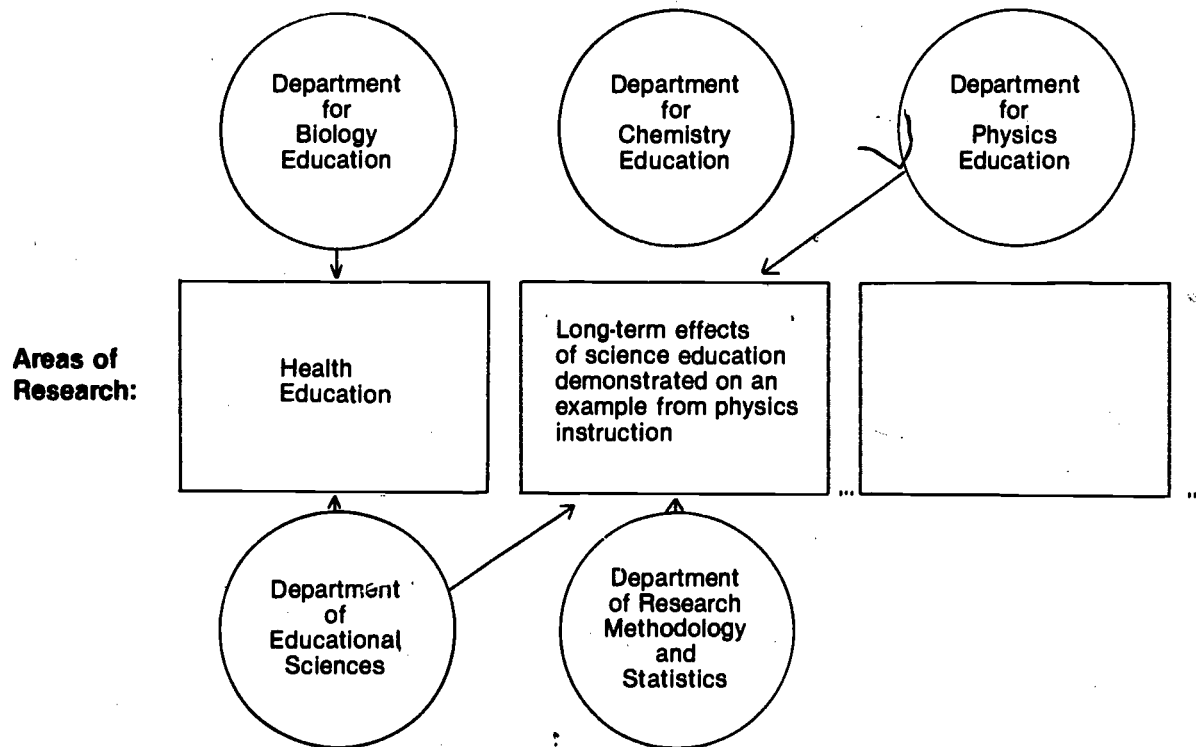 Department
for
Biology
Education
Department
for
Chemistry
Education
Department
for
Physics
Education
Areas of
Research:
Health
Education
Long-term effects
of science education
demonstrated on an
example from physics
instruction
...
...
Department
of
Educational
Sciences
Department
of Research
Methodology
and
Statistics